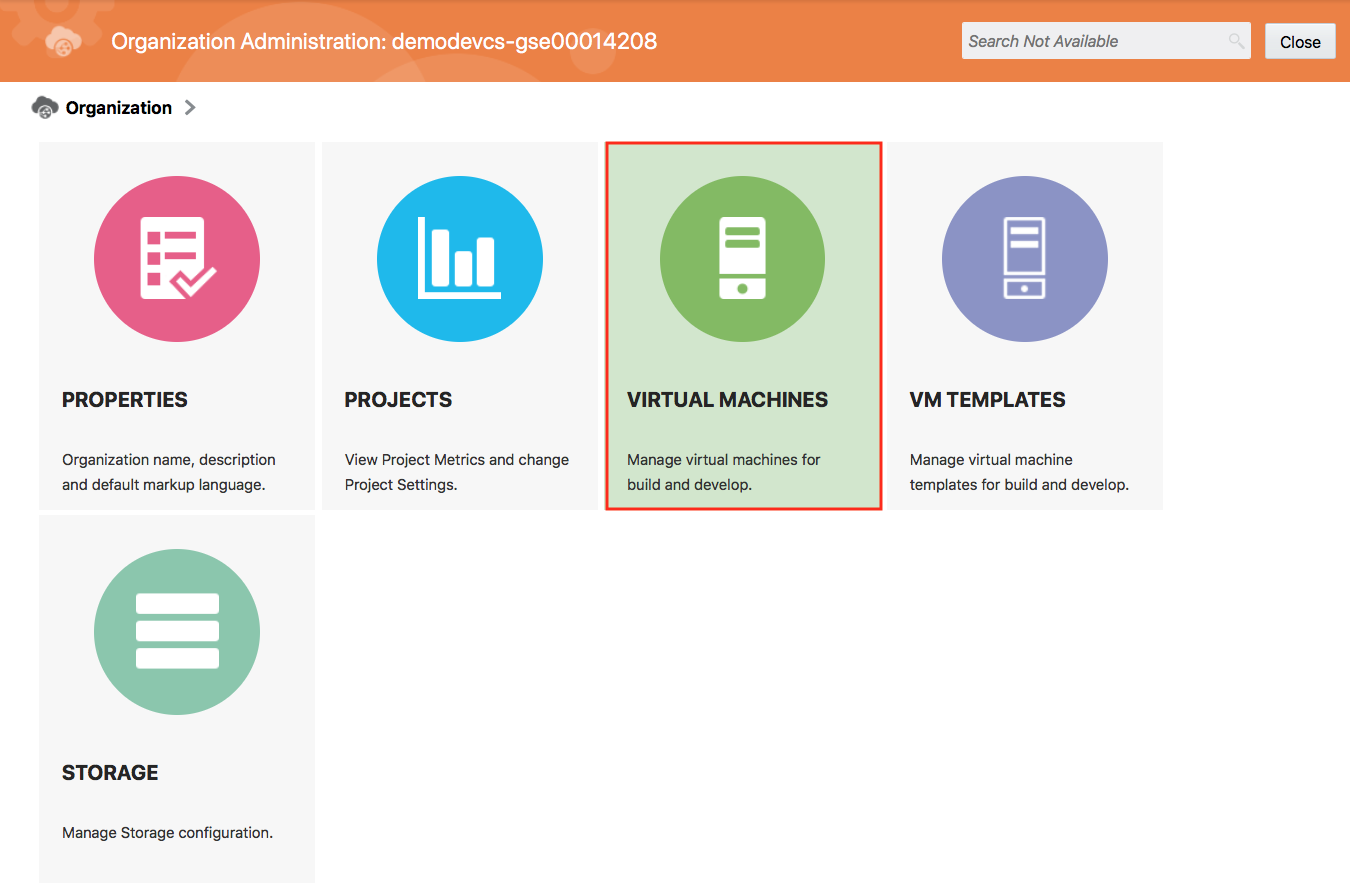 Organization Administration: demodevcs-gse00014208
Search Not Available
Close
Organization
PROPERTIES
Organization name, description
and default markup language.
PROJECTS
View Project Metrics and change
Project Settings.
VIRTUAL MACHINES
Manage virtual machines for
build and develop.
VM TEMPLATES
Manage virtual machine
templates for build and develop.
STORAGE
Manage Storage configuration.